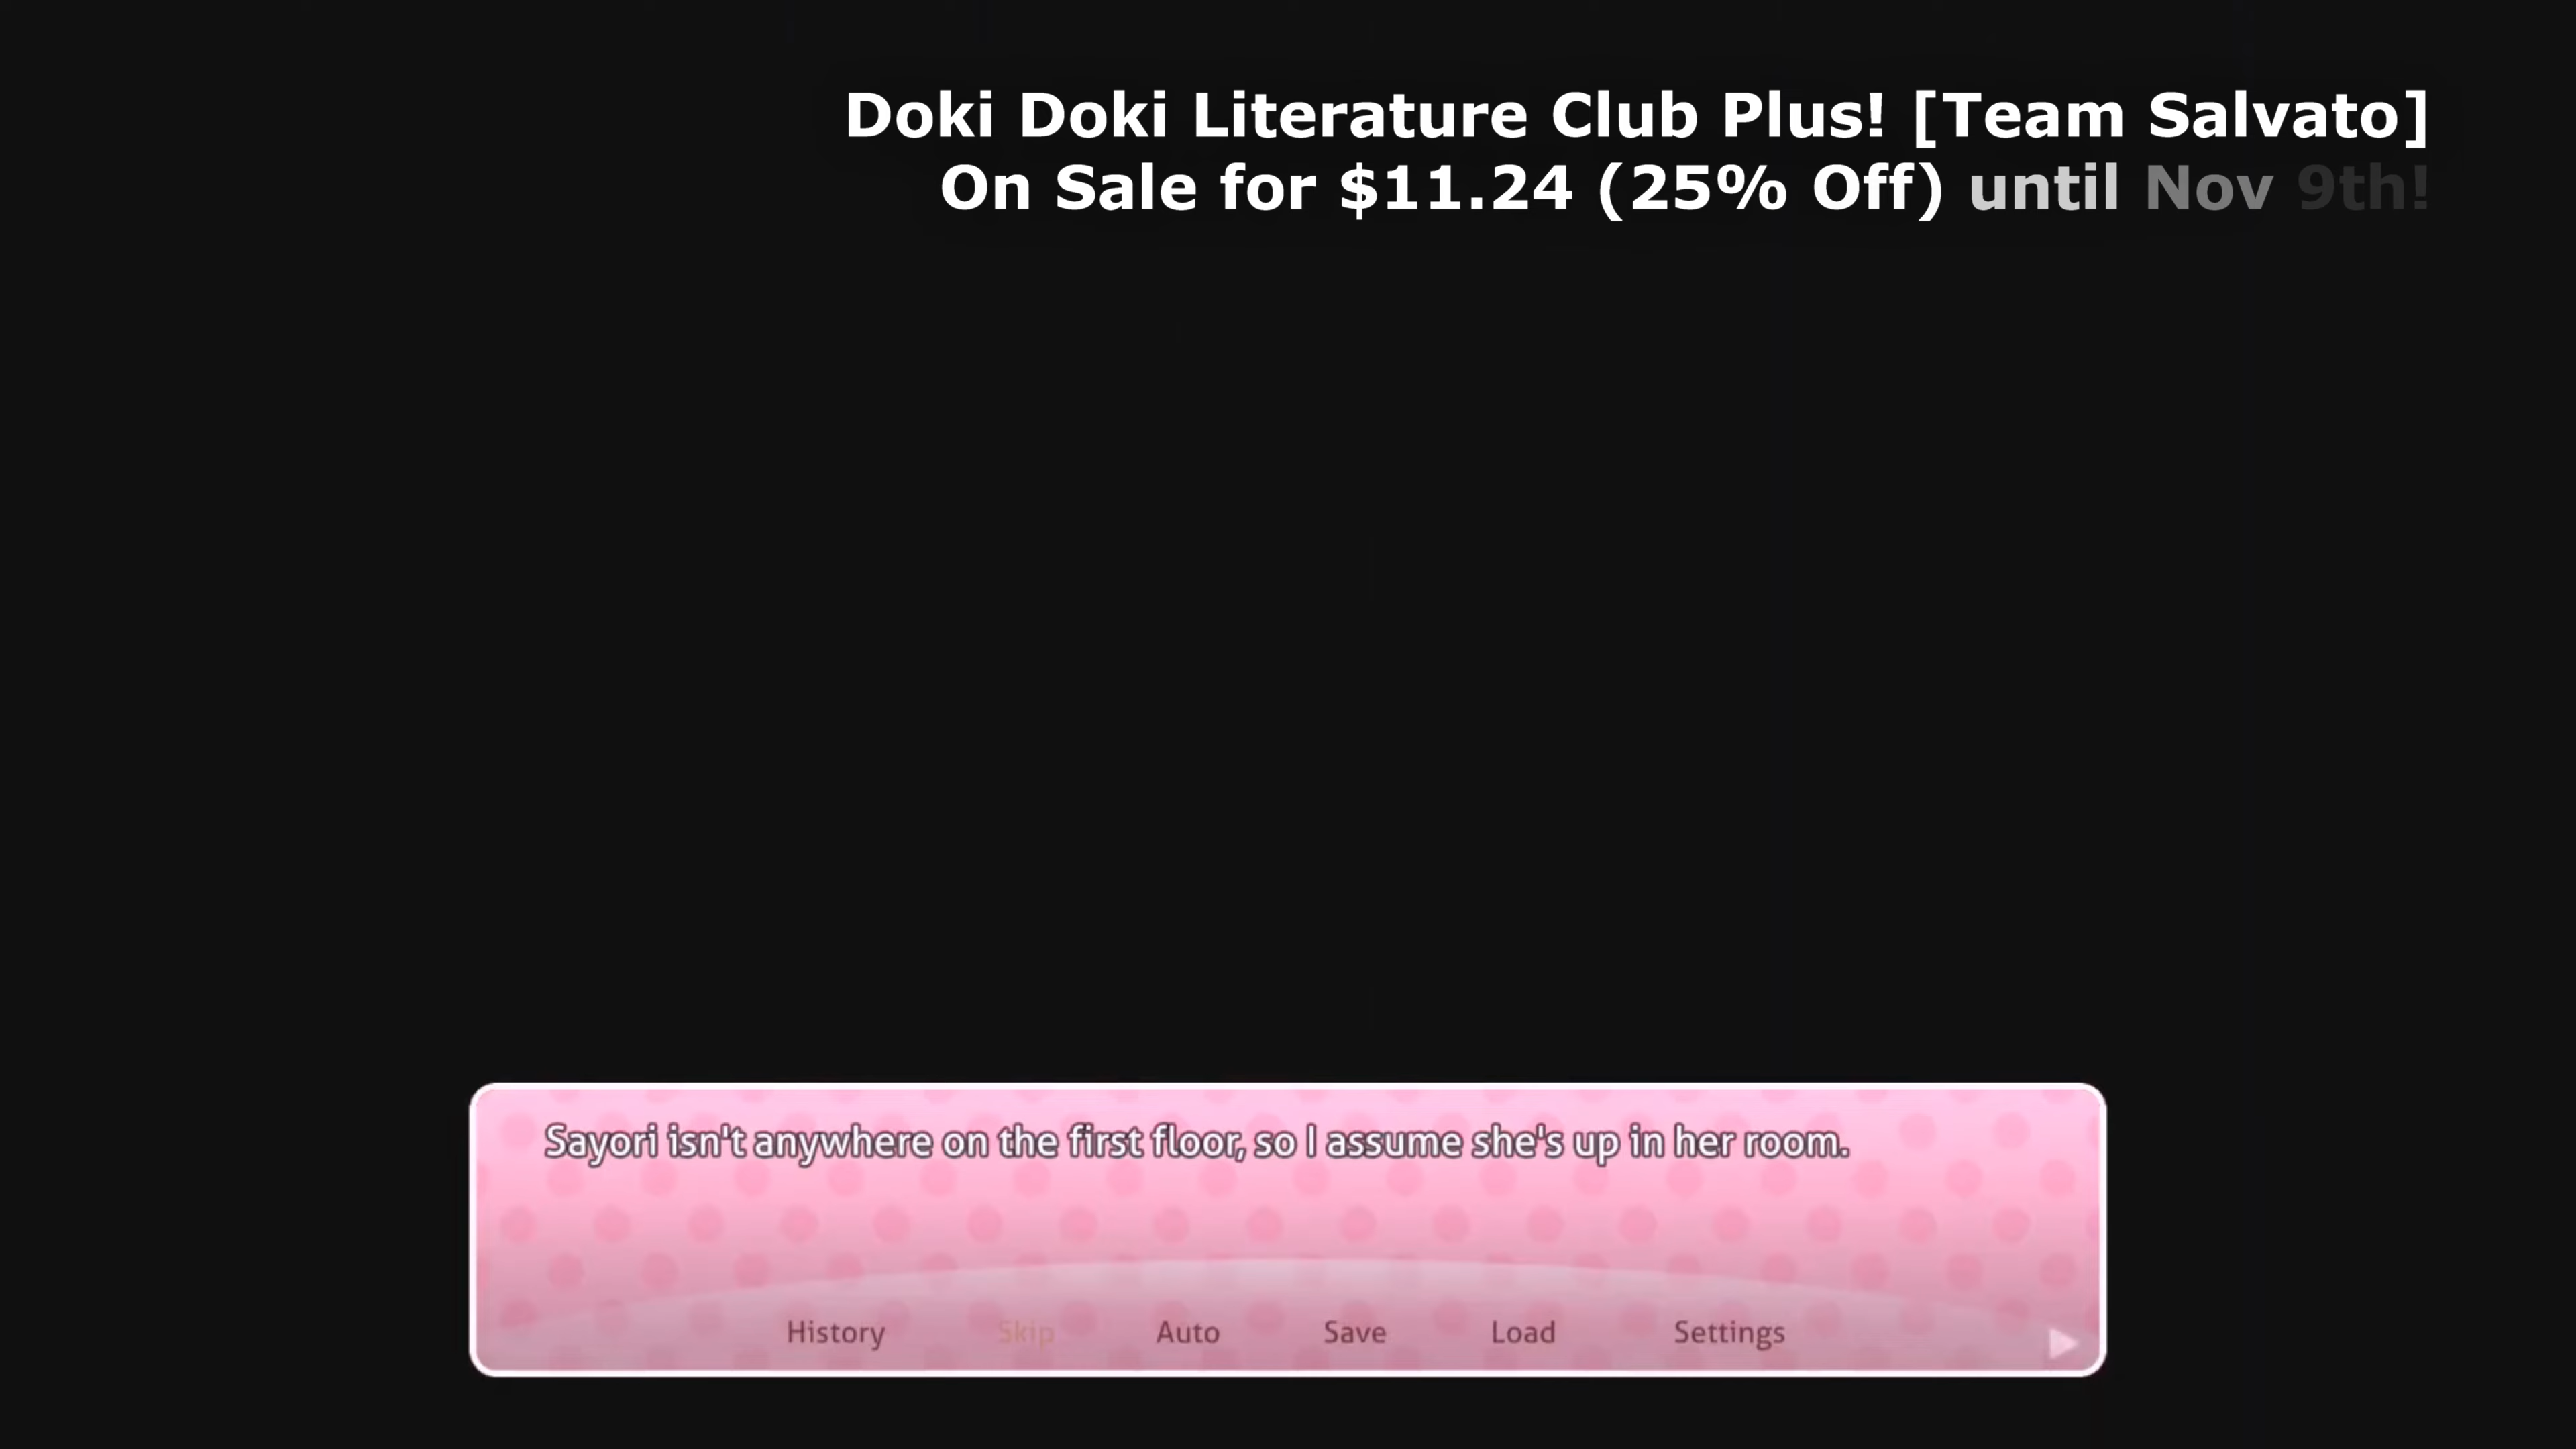 Doki Doki Literature Club Plus! [Team Salvato]
On Sale for $11.24 (25% Off) until Nov 9th!
Sayori isn't anywhere on the first floor, so I assume she's up in her room.
History Skip Auto Save Load Settings